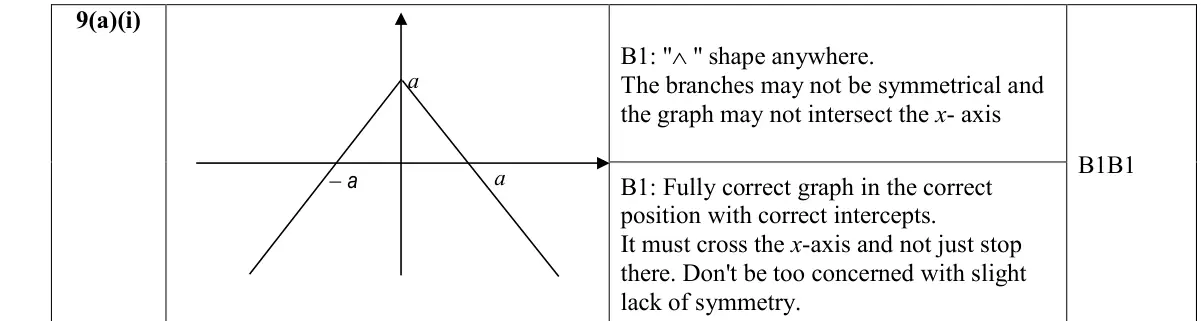 9(a)(i)
a
– a
a
B1: "∧ " shape anywhere.
The branches may not be symmetrical and
the graph may not intersect the x- axis
B1: Fully correct graph in the correct
position with correct intercepts.
It must cross the x-axis and not just stop
there. Don't be too concerned with slight
lack of symmetry.
B1B1